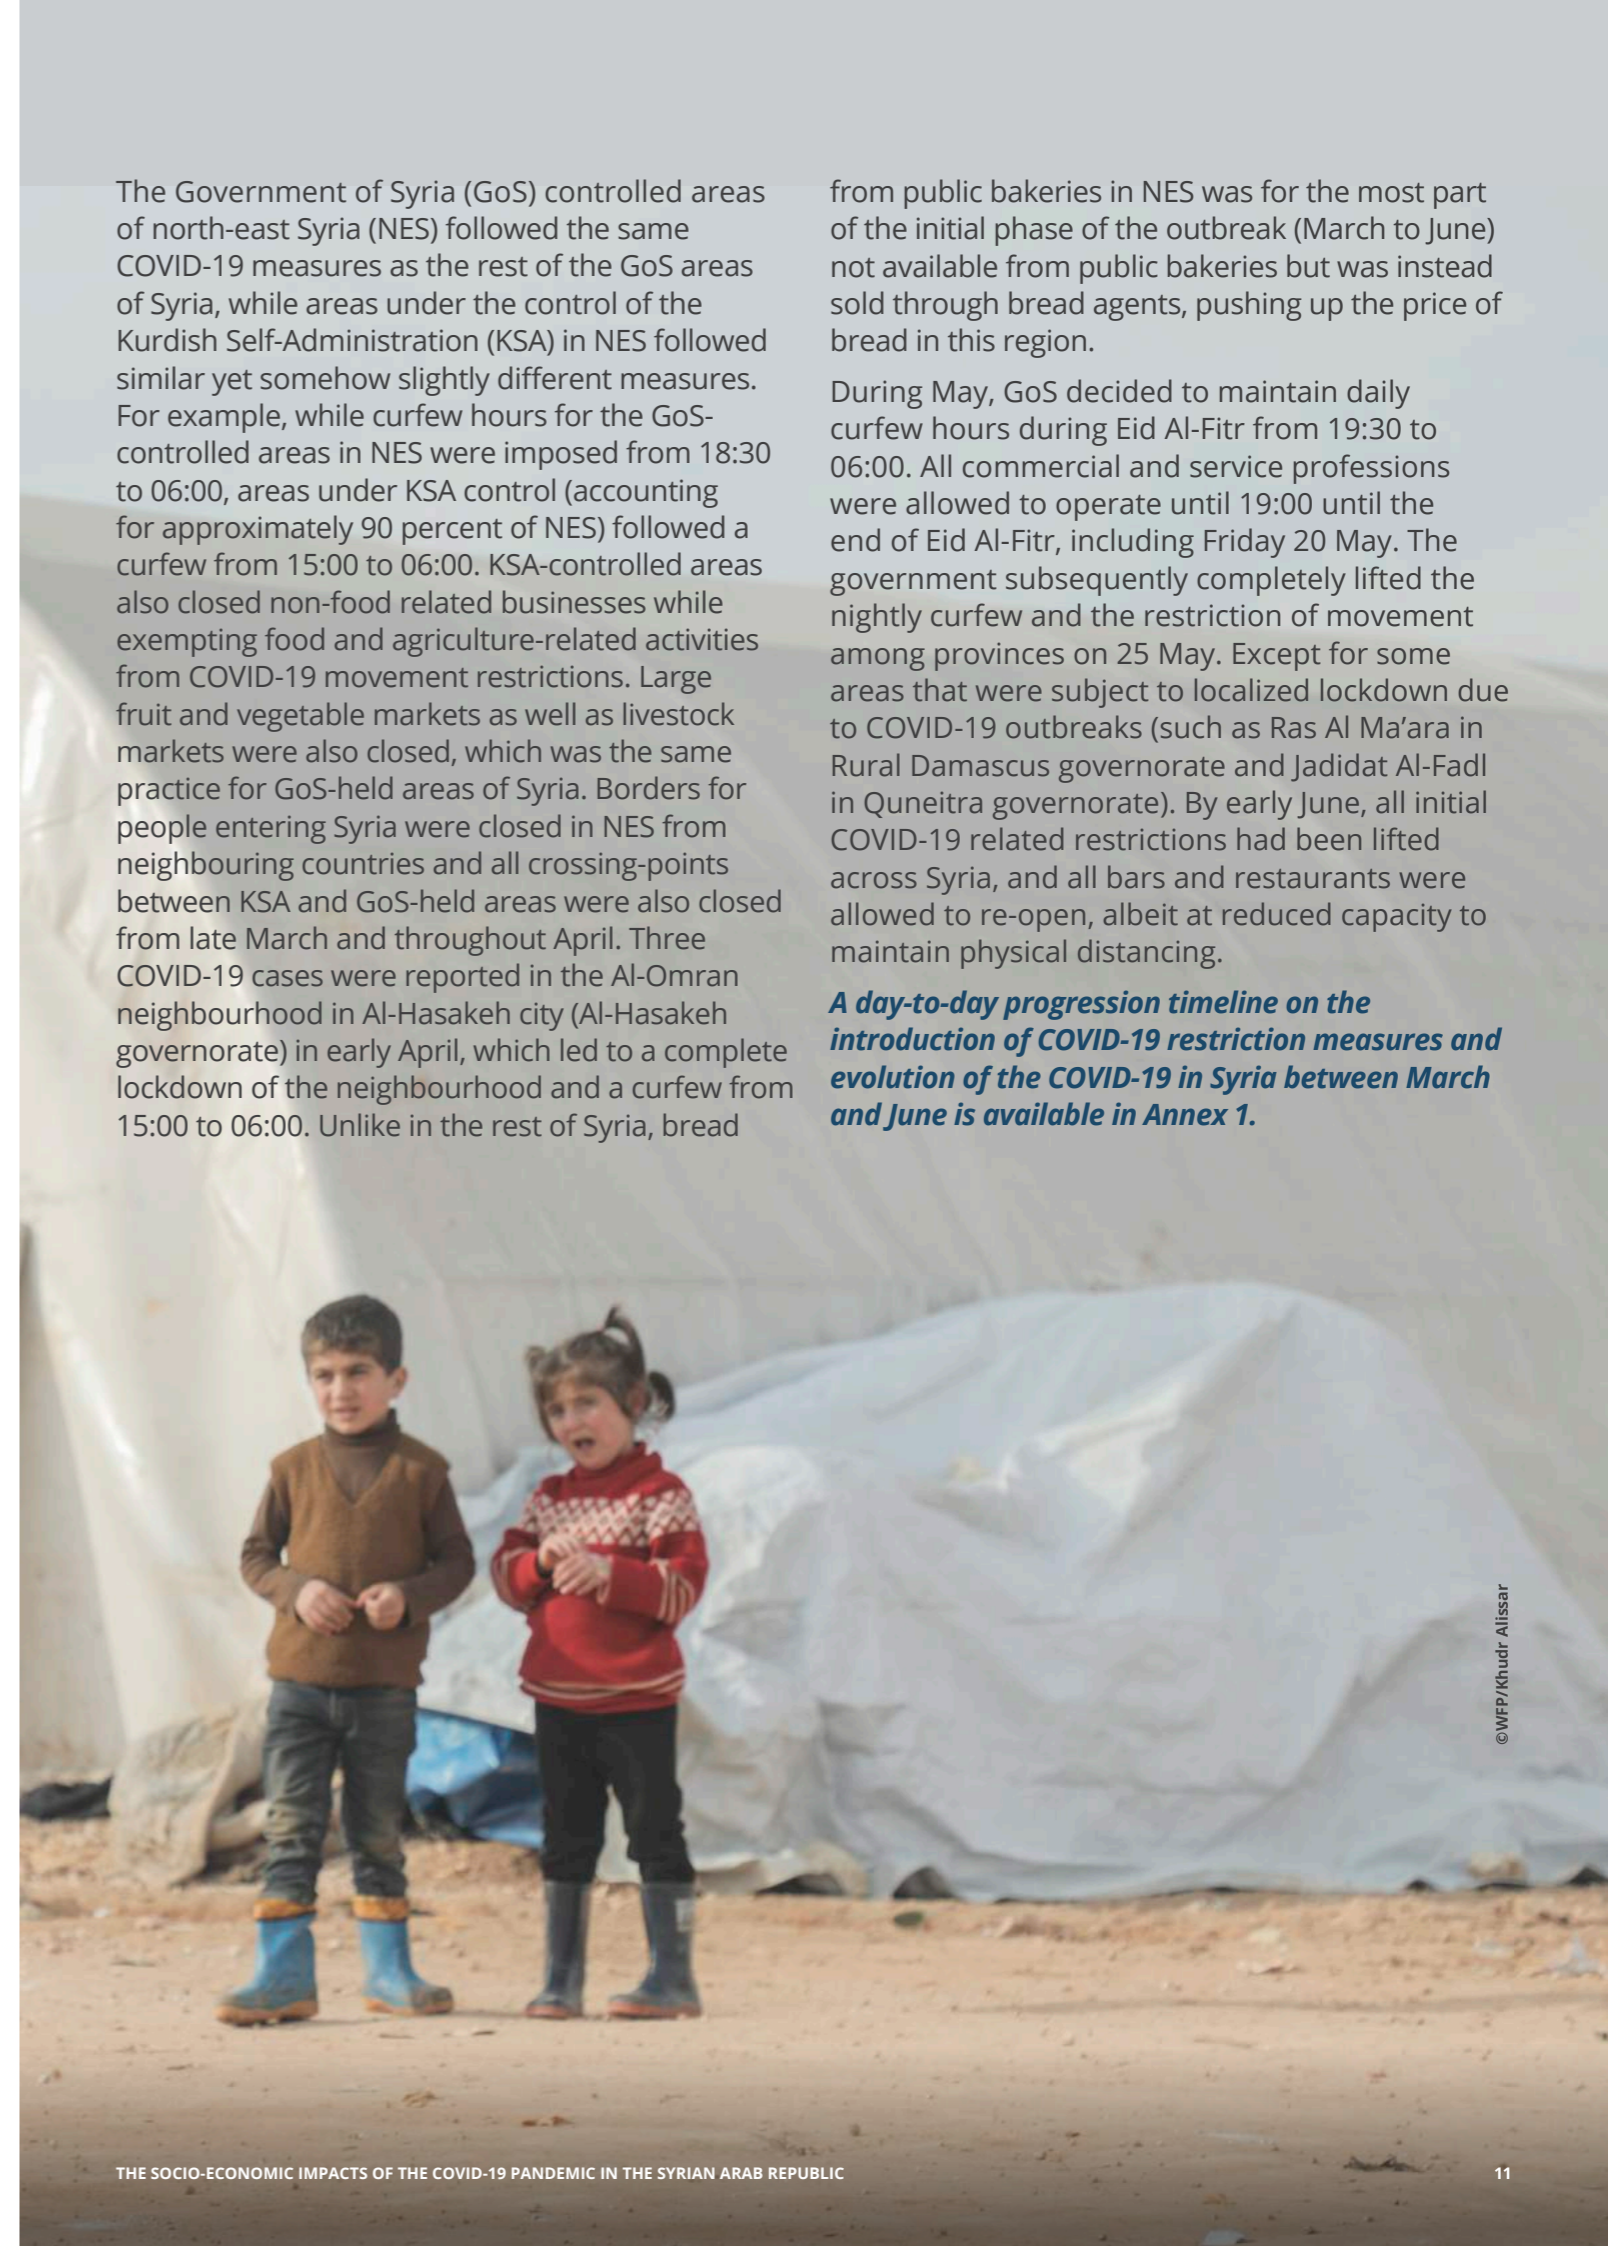 The Government of Syria (GoS) controlled areas
of north-east Syria (NES) followed the same
COVID-19 measures as the rest of the GoS areas
of Syria, while areas under the control of the
Kurdish Self-Administration (KSA) in NES followed
similar yet somehow slightly different measures.
For example, while curfew hours for the GoS-
controlled areas in NES were imposed from 18:30
to 06:00, areas under KSA control (accounting
for approximately 90 percent of NES) followed a
curfew from 15:00 to 06:00. KSA-controlled areas
also closed non-food related businesses while
exempting food and agriculture-related activities
from COVID-19 movement restrictions. Large
fruit and vegetable markets as well as livestock
markets were also closed, which was the same
practice for GoS-held areas of Syria. Borders for
people entering Syria were closed in NES from
neighbouring countries and all crossing-points
between KSA and GoS-held areas were also closed
from late March and throughout April. Three
COVID-19 cases were reported in the Al-Omran
neighbourhood in Al-Hasakeh city (Al-Hasakeh
governorate) in early April, which led to a complete
lockdown of the neighbourhood and a curfew from
15:00 to 06:00. Unlike in the rest of Syria, bread
from public bakeries in NES was for the most part
of the initial phase of the outbreak (March to June)
not available from public bakeries but was instead
sold through bread agents, pushing up the price of
bread in this region.
During May, GoS decided to maintain daily
curfew hours during Eid Al-Fitr from 19:30 to
06:00. All commercial and service professions
were allowed to operate until 19:00 until the
end of Eid Al-Fitr, including Friday 20 May. The
government subsequently completely lifted the
nightly curfew and the restriction of movement
among provinces on 25 May. Except for some
areas that were subject to localized lockdown due
to COVID-19 outbreaks (such as Ras Al Ma’ara in
Rural Damascus governorate and Jadidat Al-Fadl
in Quneitra governorate). By early June, all initial
COVID-19 related restrictions had been lifted
across Syria, and all bars and restaurants were
allowed to re-open, albeit at reduced capacity to
maintain physical distancing.
A day-to-day progression timeline on the
introduction of COVID-19 restriction measures and
evolution of the COVID-19 in Syria between March
and June is available in Annex 1.
©WFP/Khudr Alissar
THE SOCIO-ECONOMIC IMPACTS OF THE COVID-19 PANDEMIC IN THE SYRIAN ARAB REPUBLIC
11